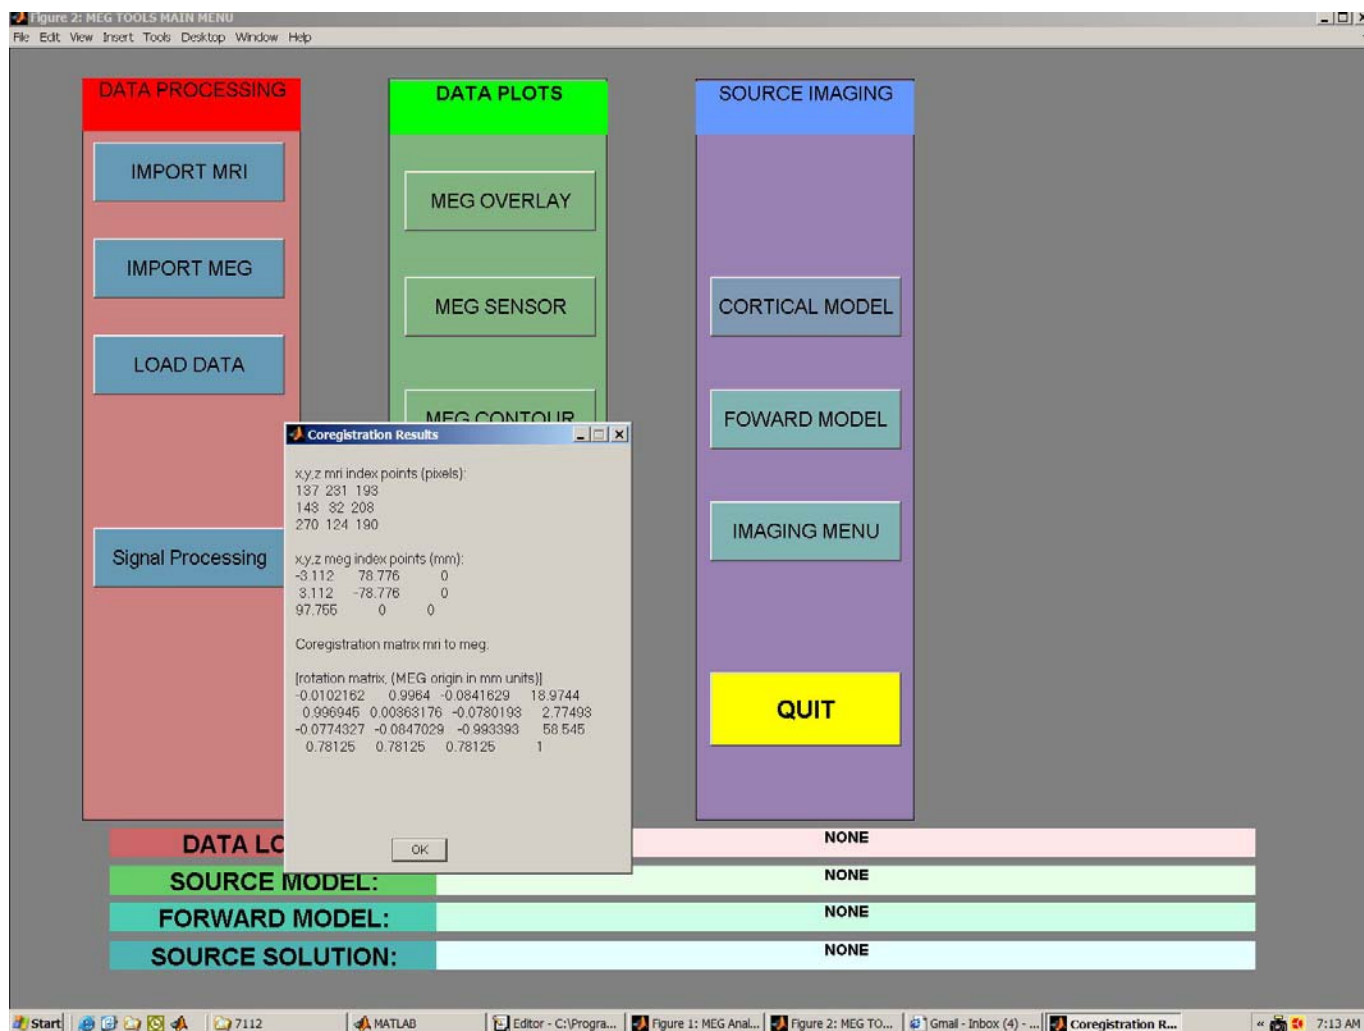 Figure 2: MEG TOOLS MAIN MENU
File Edit View Insert Tools Desktop Window Help
DATA PROCESSING
IMPORT MRI
IMPORT MEG
LOAD DATA
Signal Processing
DATA PLOTS
MEG OVERLAY
MEG SENSOR
MEG CONTOUR
SOURCE IMAGING
CORTICAL MODEL
FOWARD MODEL
IMAGING MENU
QUIT
Coregistration Results
x,y,z mri index points (pixels):
137 231 193
143 32 208
270 124 190
x,y,z meg index points (mm):
-3.112 78.776 0
3.112 -78.776 0
97.755 0 0
Coregistration matrix mri to meg:
[rotation matrix, (MEG origin in mm units)]
-0.0102162 0.9964 -0.0841629 18.9744
0.996945 0.00363176 -0.0780193 2.77493
-0.0774327 -0.0847029 -0.993393 58.545
0.78125 0.78125 0.78125 1
OK
DATA LO NONE
SOURCE MODEL: NONE
FORWARD MODEL: NONE
SOURCE SOLUTION: NONE
Start 7112 MATLAB Editor - C:\Progra... Figure 1: MEG Anal... Figure 2: MEG TO... Gmail - Inbox (4) - ... Coregistration R... « 7:13 AM